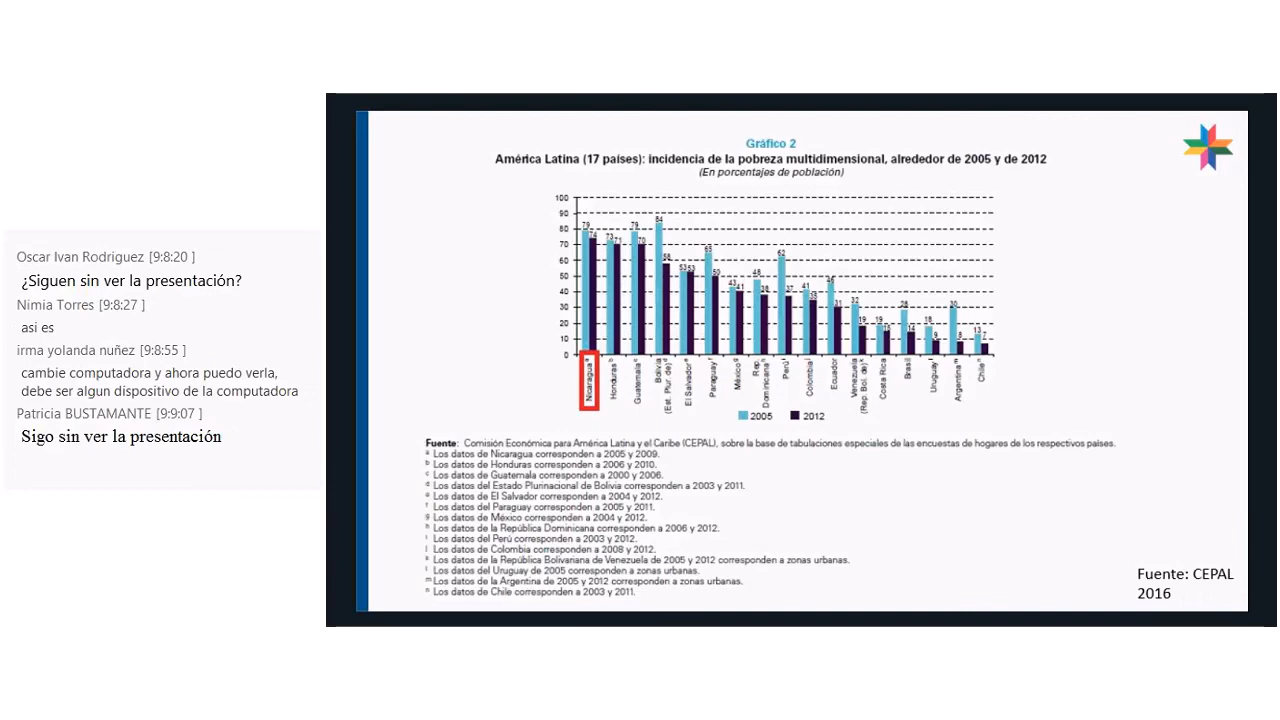 Oscar Ivan Rodriguez [9:8:20 ]
¿Siguen sin ver la presentación?
Nimia Torres [9:8:27 ]
asi es
irma yolanda nuñez [9:8:55 ]
cambie computadora y ahora puedo verla,
debe ser algun dispositivo de la computadora
Patricia BUSTAMANTE [9:9:07 ]
Sigo sin ver la presentación
Gráfico 2
América Latina (17 países): incidencia de la pobreza multidimensional, alrededor de 2005 y de 2012
(En porcentajes de población)
100
90
80
70
60
50
40
30
20
10
0
79 74 73 71 79 70 84 58 53 53 65 50 43 41 48 38 62 37 41 35 46 31 32 19 19 15 28 14 18 9 30 8 13 7
Nicaragua ª
Honduras ᵇ
Guatemala ᶜ
Bolivia
(Est. Plur. de) ᵈ
El Salvador ᵉ
Paraguay ᶠ
México ᵍ
Rep.
Dominicana ʰ
Perú ⁱ
Colombia ʲ
Ecuador
Venezuela
(Rep. Bol. de) ᵏ
Costa Rica
Brasil
Uruguay ˡ
Argentina ᵐ
Chile ⁿ
2005 2012
Fuente: Comisión Económica para América Latina y el Caribe (CEPAL), sobre la base de tabulaciones especiales de las encuestas de hogares de los respectivos países.
ª Los datos de Nicaragua corresponden a 2005 y 2009.
ᵇ Los datos de Honduras corresponden a 2006 y 2010.
ᶜ Los datos de Guatemala corresponden a 2000 y 2006.
ᵈ Los datos del Estado Plurinacional de Bolivia corresponden a 2003 y 2011.
ᵉ Los datos de El Salvador corresponden a 2004 y 2012.
ᶠ Los datos del Paraguay corresponden a 2005 y 2011.
ᵍ Los datos de México corresponden a 2004 y 2012.
ʰ Los datos de la República Dominicana corresponden a 2006 y 2012.
ⁱ Los datos del Perú corresponden a 2003 y 2012.
ʲ Los datos de Colombia corresponden a 2008 y 2012.
ᵏ Los datos de la República Bolivariana de Venezuela de 2005 y 2012 corresponden a zonas urbanas.
ˡ Los datos del Uruguay de 2005 corresponden a zonas urbanas.
ᵐ Los datos de la Argentina de 2005 y 2012 corresponden a zonas urbanas.
ⁿ Los datos de Chile corresponden a 2003 y 2011.
Fuente: CEPAL
2016